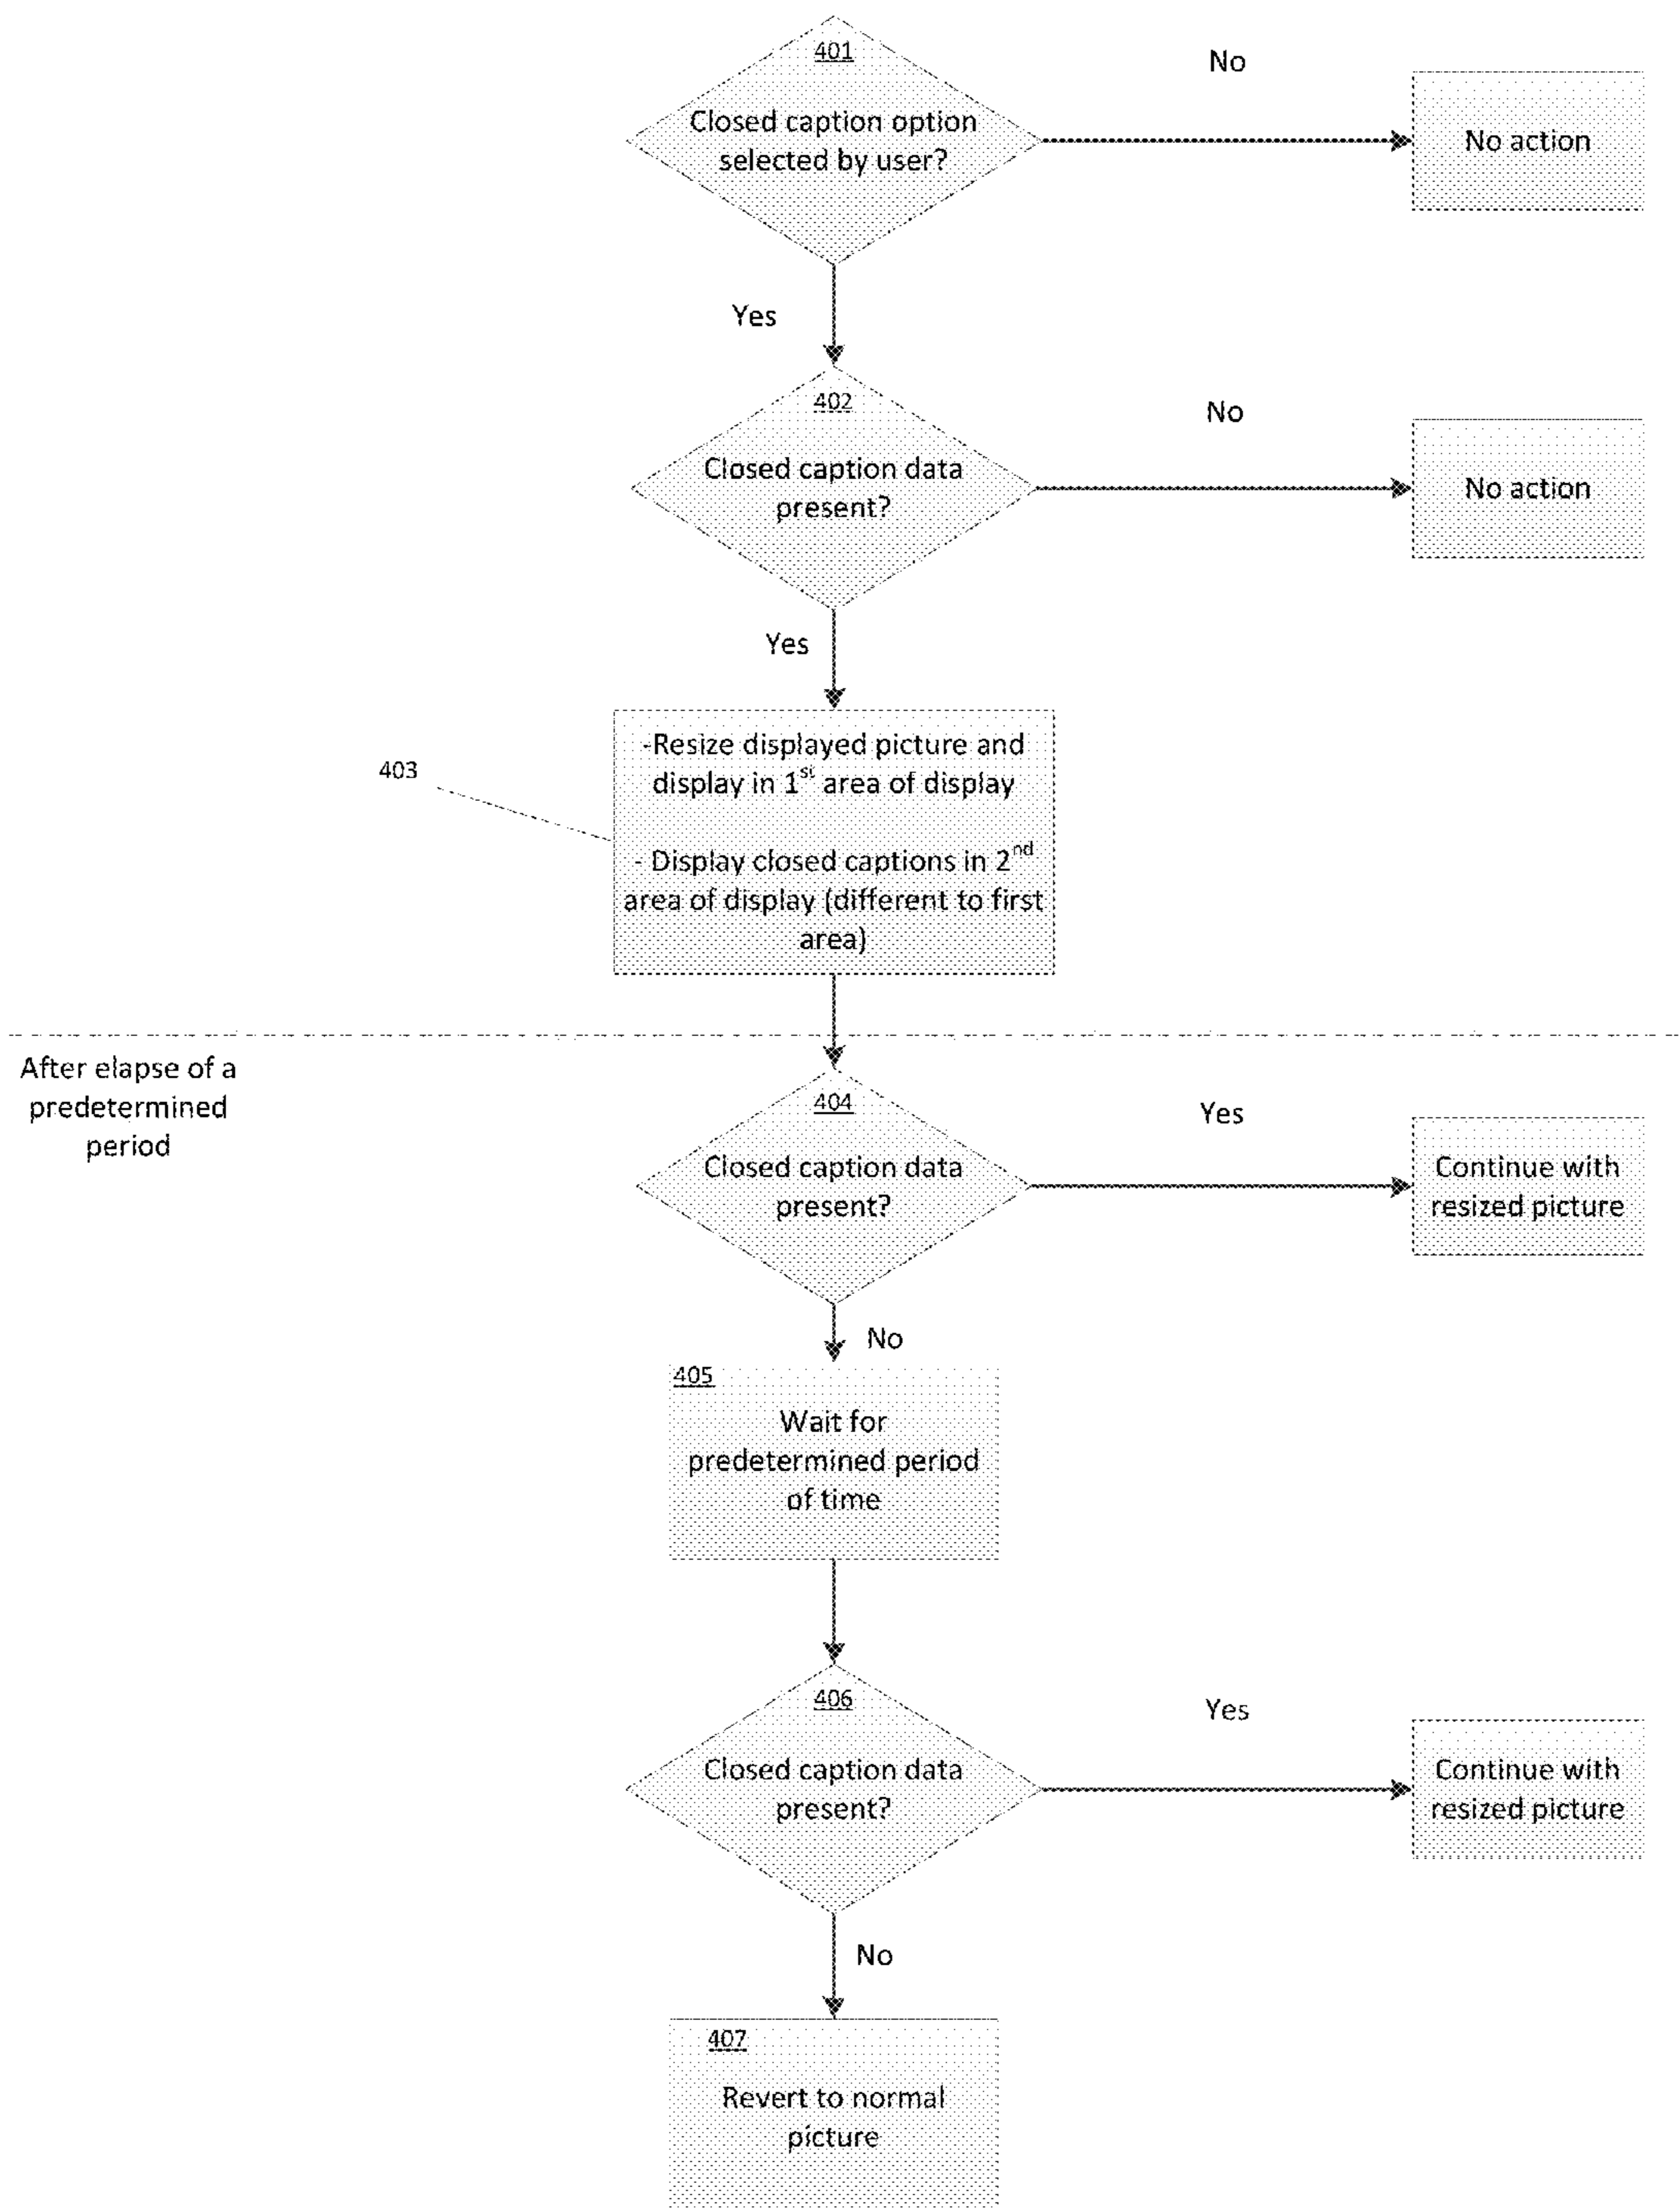 401
No
Closed caption option
selected by user?
No action
Yes
402
No
Closed caption data
present?
No action
Yes
-Resize displayed picture and
display in 1st area of display
403
- Display closed captions in 2nd
area of display (different to first
area)
After elapse of a
predetermined
period
404
Yes
Closed caption data
present?
Continue with
resized picture
No
405
Wait for
predetermined period
of time
406
Yes
Closed caption data
present?
Continue with
resized picture
No
407
Revert to normal
picture